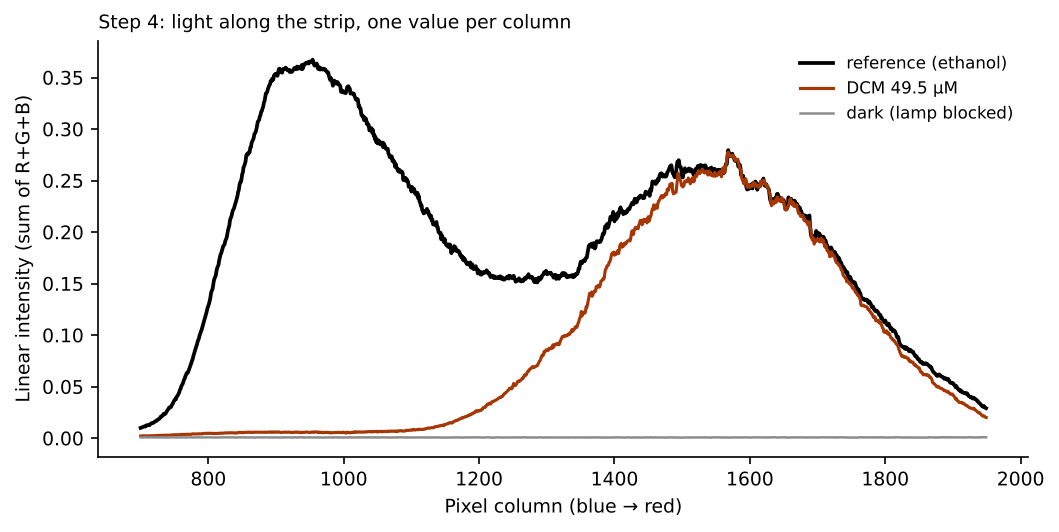 Step 4: light along the strip, one value per column
Linear intensity (sum of R+G+B)
0.35
0.30
0.25
0.20
0.15
0.10
0.05
0.00
reference (ethanol)
DCM 49.5 µM
dark (lamp blocked)
800 1000 1200 1400 1600 1800 2000
Pixel column (blue → red)